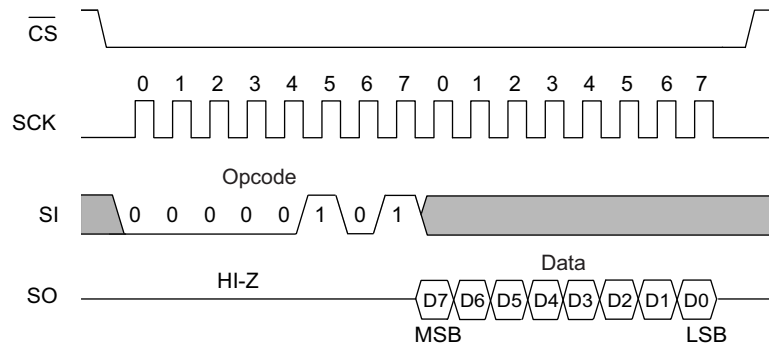 CS
0 1 2 3 4 5 6 7 0 1 2 3 4 5 6 7
SCK
Opcode
SI 0 0 0 0 0 1 0 1
Data
HI-Z
SO D7 D6 D5 D4 D3 D2 D1 D0
MSB LSB